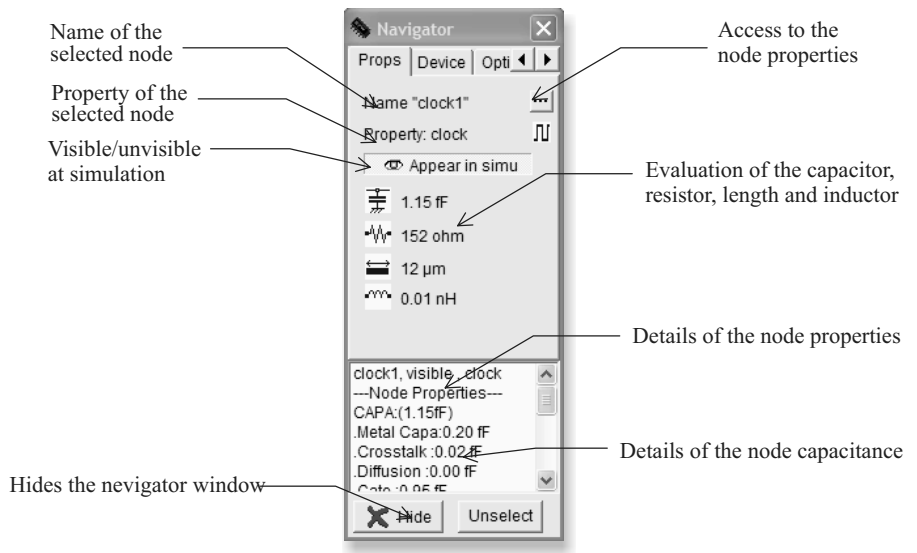 Name of the
selected node
Property of the
selected node
Visible/unvisible
at simulation
Hides the nevigator window
Navigator
Props Device Opti
Name "clock1"
Property: clock
Appear in simu
1.15 fF
152 ohm
12 µm
0.01 nH
clock1, visible , clock
---Node Properties---
CAPA:(1.15fF)
.Metal Capa:0.20 fF
.Crosstalk :0.02 fF
.Diffusion :0.00 fF
.Gate :0.95 fF
Hide Unselect
Access to the
node properties
Evaluation of the capacitor,
resistor, length and inductor
Details of the node properties
Details of the node capacitance